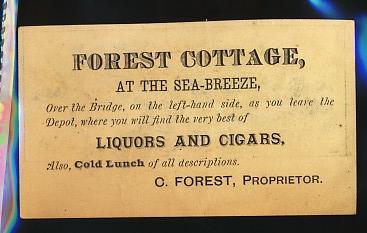 FOREST COTTAGE,
AT THE SEA-BREEZE,
Over the Bridge, on the left-hand side, as you leave the
Depot, where you will find the very best of
LIQUORS AND CIGARS,
Also, Cold Lunch of all descriptions.
C. FOREST, PROPRIETOR.